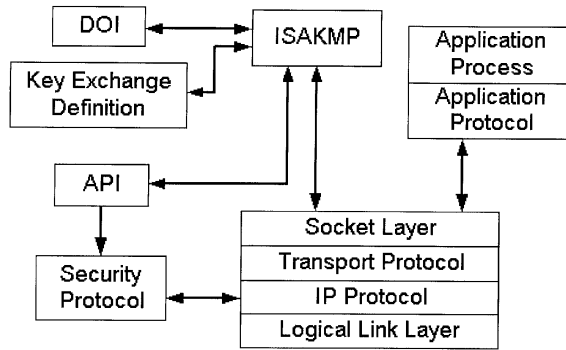 DOI
ISAKMP
Application
Process
Key Exchange
Definition
Application
Protocol
API
Socket Layer
Security
Protocol
Transport Protocol
IP Protocol
Logical Link Layer